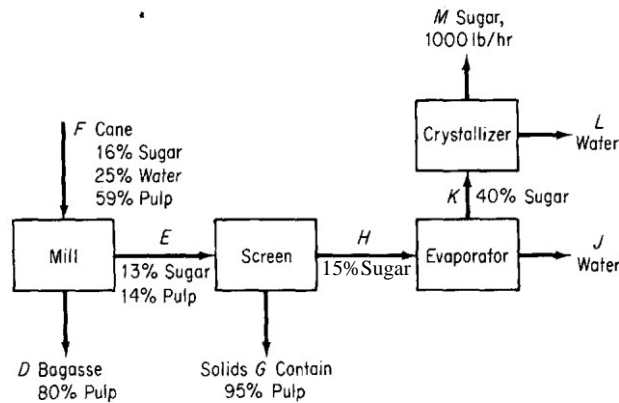 M Sugar,
1000 lb/hr
F Cane
16% Sugar
25% Water
59% Pulp
Crystallizer
L
Water
K 40% Sugar
Mill
E
13% Sugar
14% Pulp
Screen
H
15% Sugar
Evaporator
J
Water
D Bagasse
80% Pulp
Solids G Contain
95% Pulp